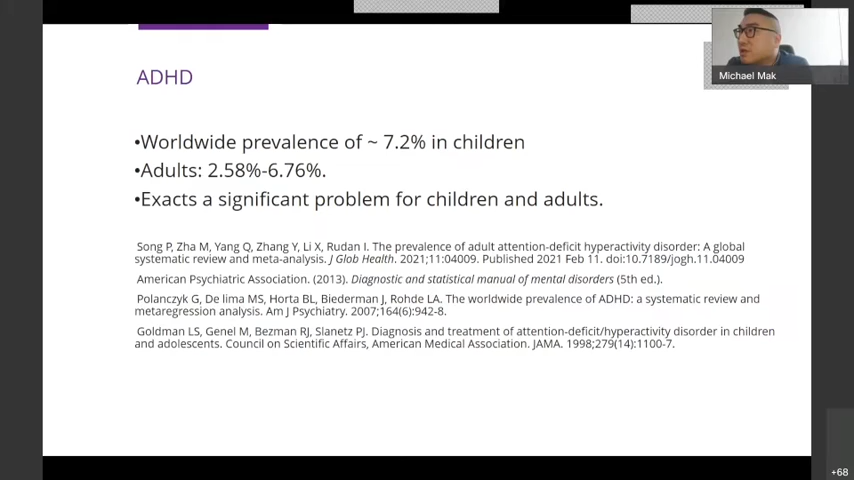 ADHD
•Worldwide prevalence of ~ 7.2% in children
•Adults: 2.58%-6.76%.
•Exacts a significant problem for children and adults.
Song P, Zha M, Yang Q, Zhang Y, Li X, Rudan I. The prevalence of adult attention-deficit hyperactivity disorder: A global
systematic review and meta-analysis. J Glob Health. 2021;11:04009. Published 2021 Feb 11. doi:10.7189/jogh.11.04009
American Psychiatric Association. (2013). Diagnostic and statistical manual of mental disorders (5th ed.).
Polanczyk G, De lima MS, Horta BL, Biederman J, Rohde LA. The worldwide prevalence of ADHD: a systematic review and
metaregression analysis. Am J Psychiatry. 2007;164(6):942-8.
Goldman LS, Genel M, Bezman RJ, Slanetz PJ. Diagnosis and treatment of attention-deficit/hyperactivity disorder in children
and adolescents. Council on Scientific Affairs, American Medical Association. JAMA. 1998;279(14):1100-7.
Michael Mak
+68